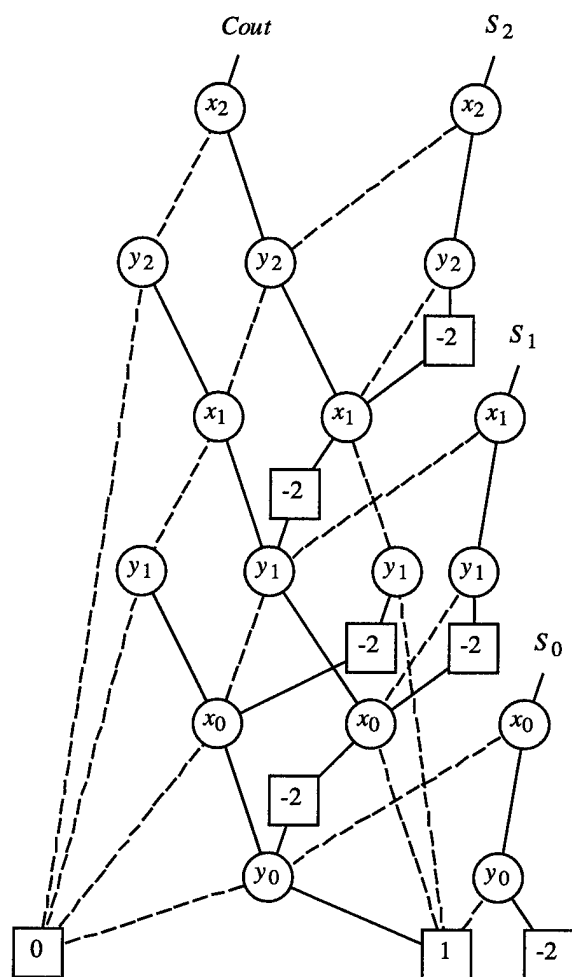 Cout S₂
x₂ x₂
y₂ y₂ y₂
-2 S₁
x₁ x₁ x₁
-2
y₁ y₁ y₁ y₁
-2 -2 S₀
x₀ x₀ x₀
-2
y₀ y₀
0 1 -2